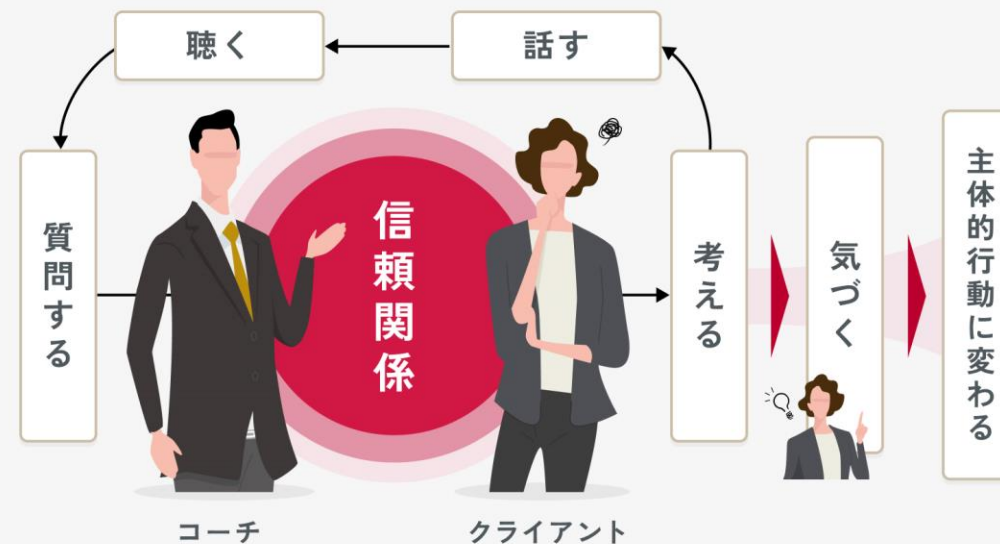 聴く
話す
質問する
信頼関係
考える
気づく
主体的行動に変わる
コーチ
クライアント